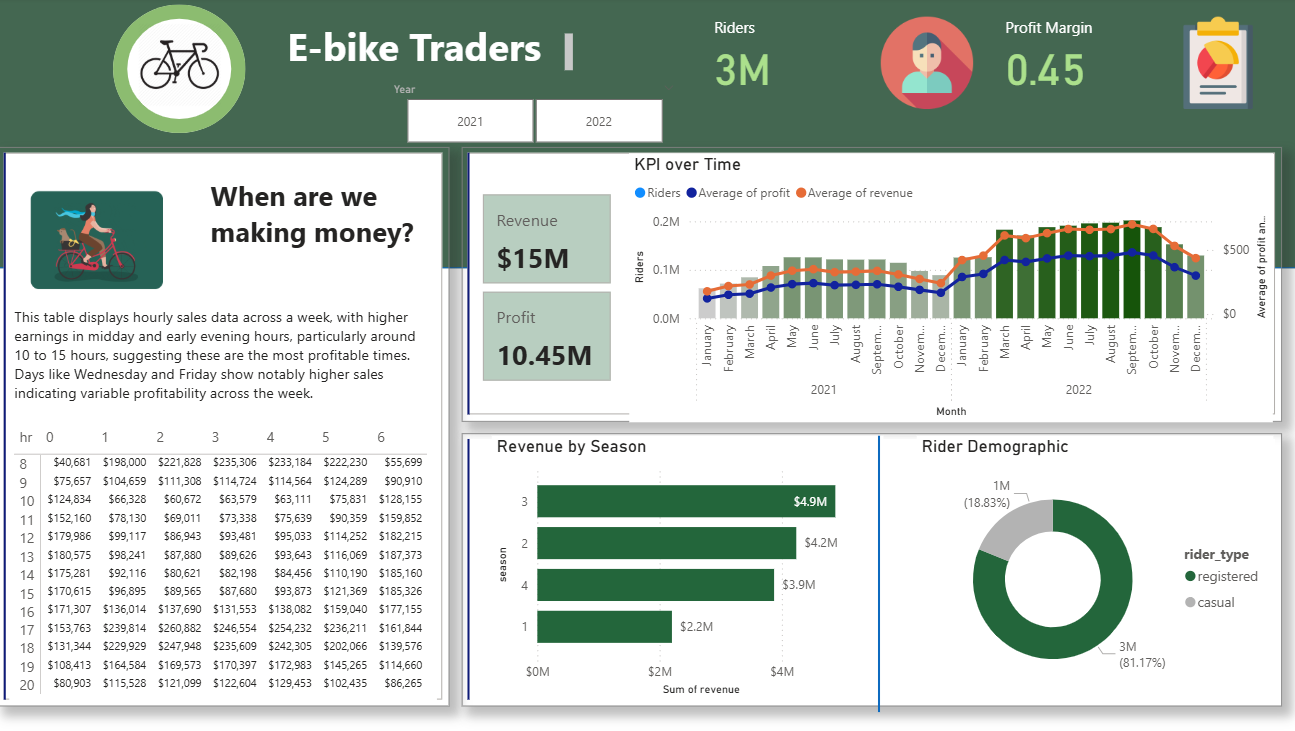 E-bike Traders
Riders
3M
Profit Margin
0.45
Year
2021
2022
When are we
making money?
This table displays hourly sales data across a week, with higher
earnings in midday and early evening hours, particularly around
10 to 15 hours, suggesting these are the most profitable times.
Days like Wednesday and Friday show notably higher sales
indicating variable profitability across the week.
hr 0 1 2 3 4 5 6
8 $40,681 $198,000 $221,828 $235,306 $233,184 $222,230 $55,699
9 $75,657 $104,659 $111,308 $114,724 $114,564 $124,289 $90,910
10 $124,834 $66,328 $60,672 $63,579 $63,111 $75,831 $128,155
11 $152,160 $78,130 $69,011 $73,338 $75,639 $90,359 $159,852
12 $179,986 $99,117 $86,943 $93,481 $95,033 $114,252 $182,215
13 $180,575 $98,241 $87,880 $89,626 $93,643 $116,069 $187,373
14 $175,281 $92,116 $80,621 $82,198 $84,456 $110,190 $185,160
15 $170,615 $96,895 $89,565 $87,680 $93,873 $121,369 $185,326
16 $171,307 $136,014 $137,690 $131,553 $138,082 $159,040 $177,155
17 $153,763 $239,814 $260,882 $246,554 $254,232 $236,211 $161,844
18 $131,344 $229,929 $247,948 $235,609 $242,305 $202,066 $139,576
19 $108,413 $164,584 $169,573 $170,397 $172,983 $145,265 $114,660
20 $80,903 $115,528 $121,099 $122,604 $129,453 $102,435 $86,265
Revenue
$15M
Profit
10.45M
KPI over Time
Riders Average of profit Average of revenue
Riders
0.2M
0.1M
0.0M
$500
$0
Average of profit an...
January February March April May June July August Septem... October Novem... Decem... January February March April May June July August Septem... October Novem... Decem...
2021 2022
Month
Revenue by Season
season
3 $4.9M
2 $4.2M
4 $3.9M
1 $2.2M
$0M $2M $4M
Sum of revenue
Rider Demographic
1M
(18.83%)
3M
(81.17%)
rider_type
registered
casual